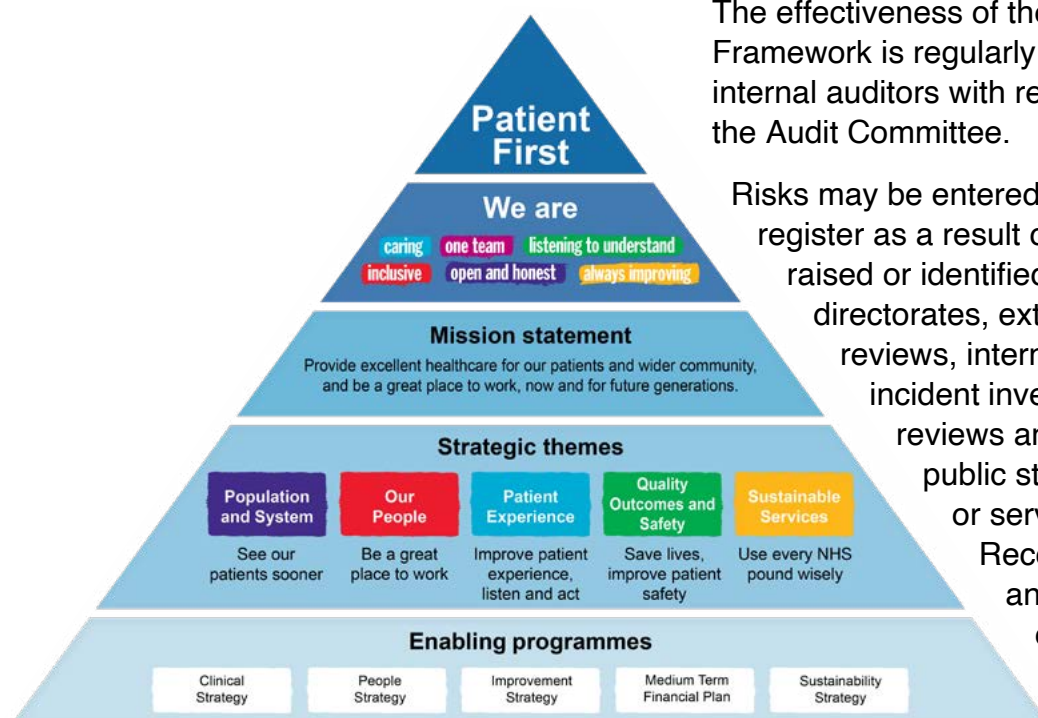 Patient
First
We are
caring one team listening to understand
inclusive open and honest always improving
Mission statement
Provide excellent healthcare for our patients and wider community,
and be a great place to work, now and for future generations.
Strategic themes
Population
and System
See our
patients sooner
Our
People
Be a great
place to work
Patient
Experience
Improve patient
experience,
listen and act
Quality
Outcomes and
Safety
Save lives,
improve patient
safety
Sustainable
Services
Use every NHS
pound wisely
Enabling programmes
Clinical
Strategy
People
Strategy
Improvement
Strategy
Medium Term
Financial Plan
Sustainability
Strategy
The effectiveness of the
Framework is regularly
internal auditors with re
the Audit Committee.
Risks may be entered
register as a result
raised or identified
directorates, ext
reviews, intern
incident inve
reviews
public st
or serv
Rece
an